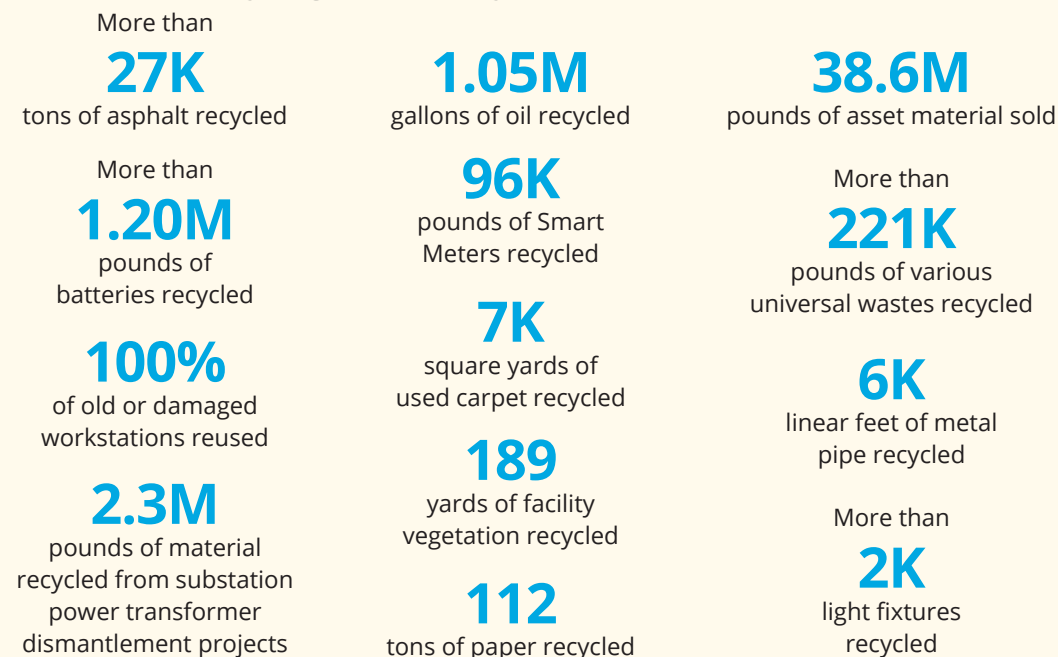 More than
27K
tons of asphalt recycled
More than
1.20M
pounds of
batteries recycled
100%
of old or damaged
workstations reused
2.3M
pounds of material
recycled from substation
power transformer
dismantlement projects
1.05M
gallons of oil recycled
96K
pounds of Smart
Meters recycled
7K
square yards of
used carpet recycled
189
yards of facility
vegetation recycled
112
tons of paper recycled
38.6M
pounds of asset material sold
More than
221K
pounds of various
universal wastes recycled
6K
linear feet of metal
pipe recycled
More than
2K
light fixtures
recycled